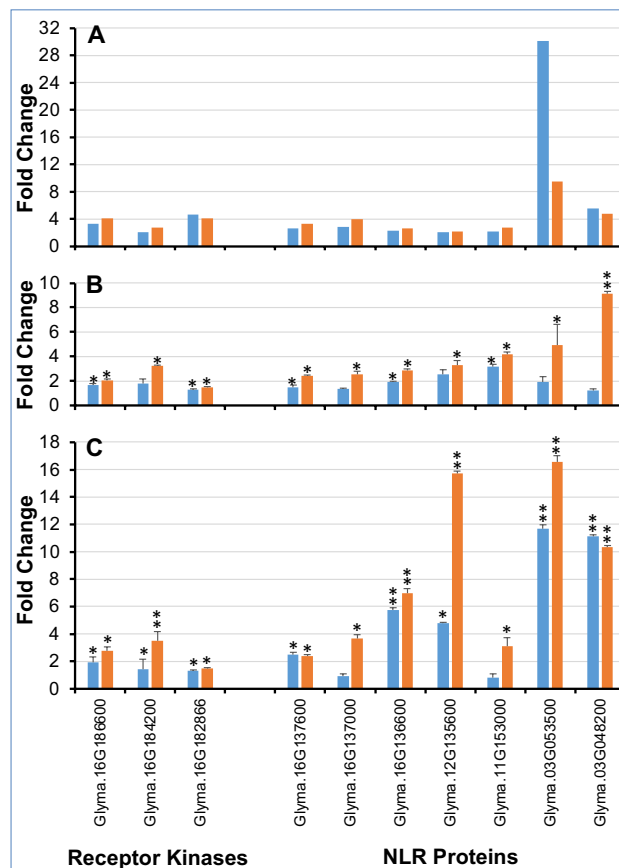 A
Fold Change
32
28
24
20
16
12
8
4
0
B
Fold Change
10
8
6
4
2
0
* * * * * * * * * * * * * * * * *
C
Fold Change
18
16
14
12
10
8
6
4
2
0
* * * ** * * * * * ** ** ** * ** ** ** **
Glyma.16G186600
Glyma.16G184200
Glyma.16G182866
Glyma.16G137600
Glyma.16G137000
Glyma.16G136600
Glyma.12G135600
Glyma.11G153000
Glyma.03G053500
Glyma.03G048200
Receptor Kinases
NLR Proteins